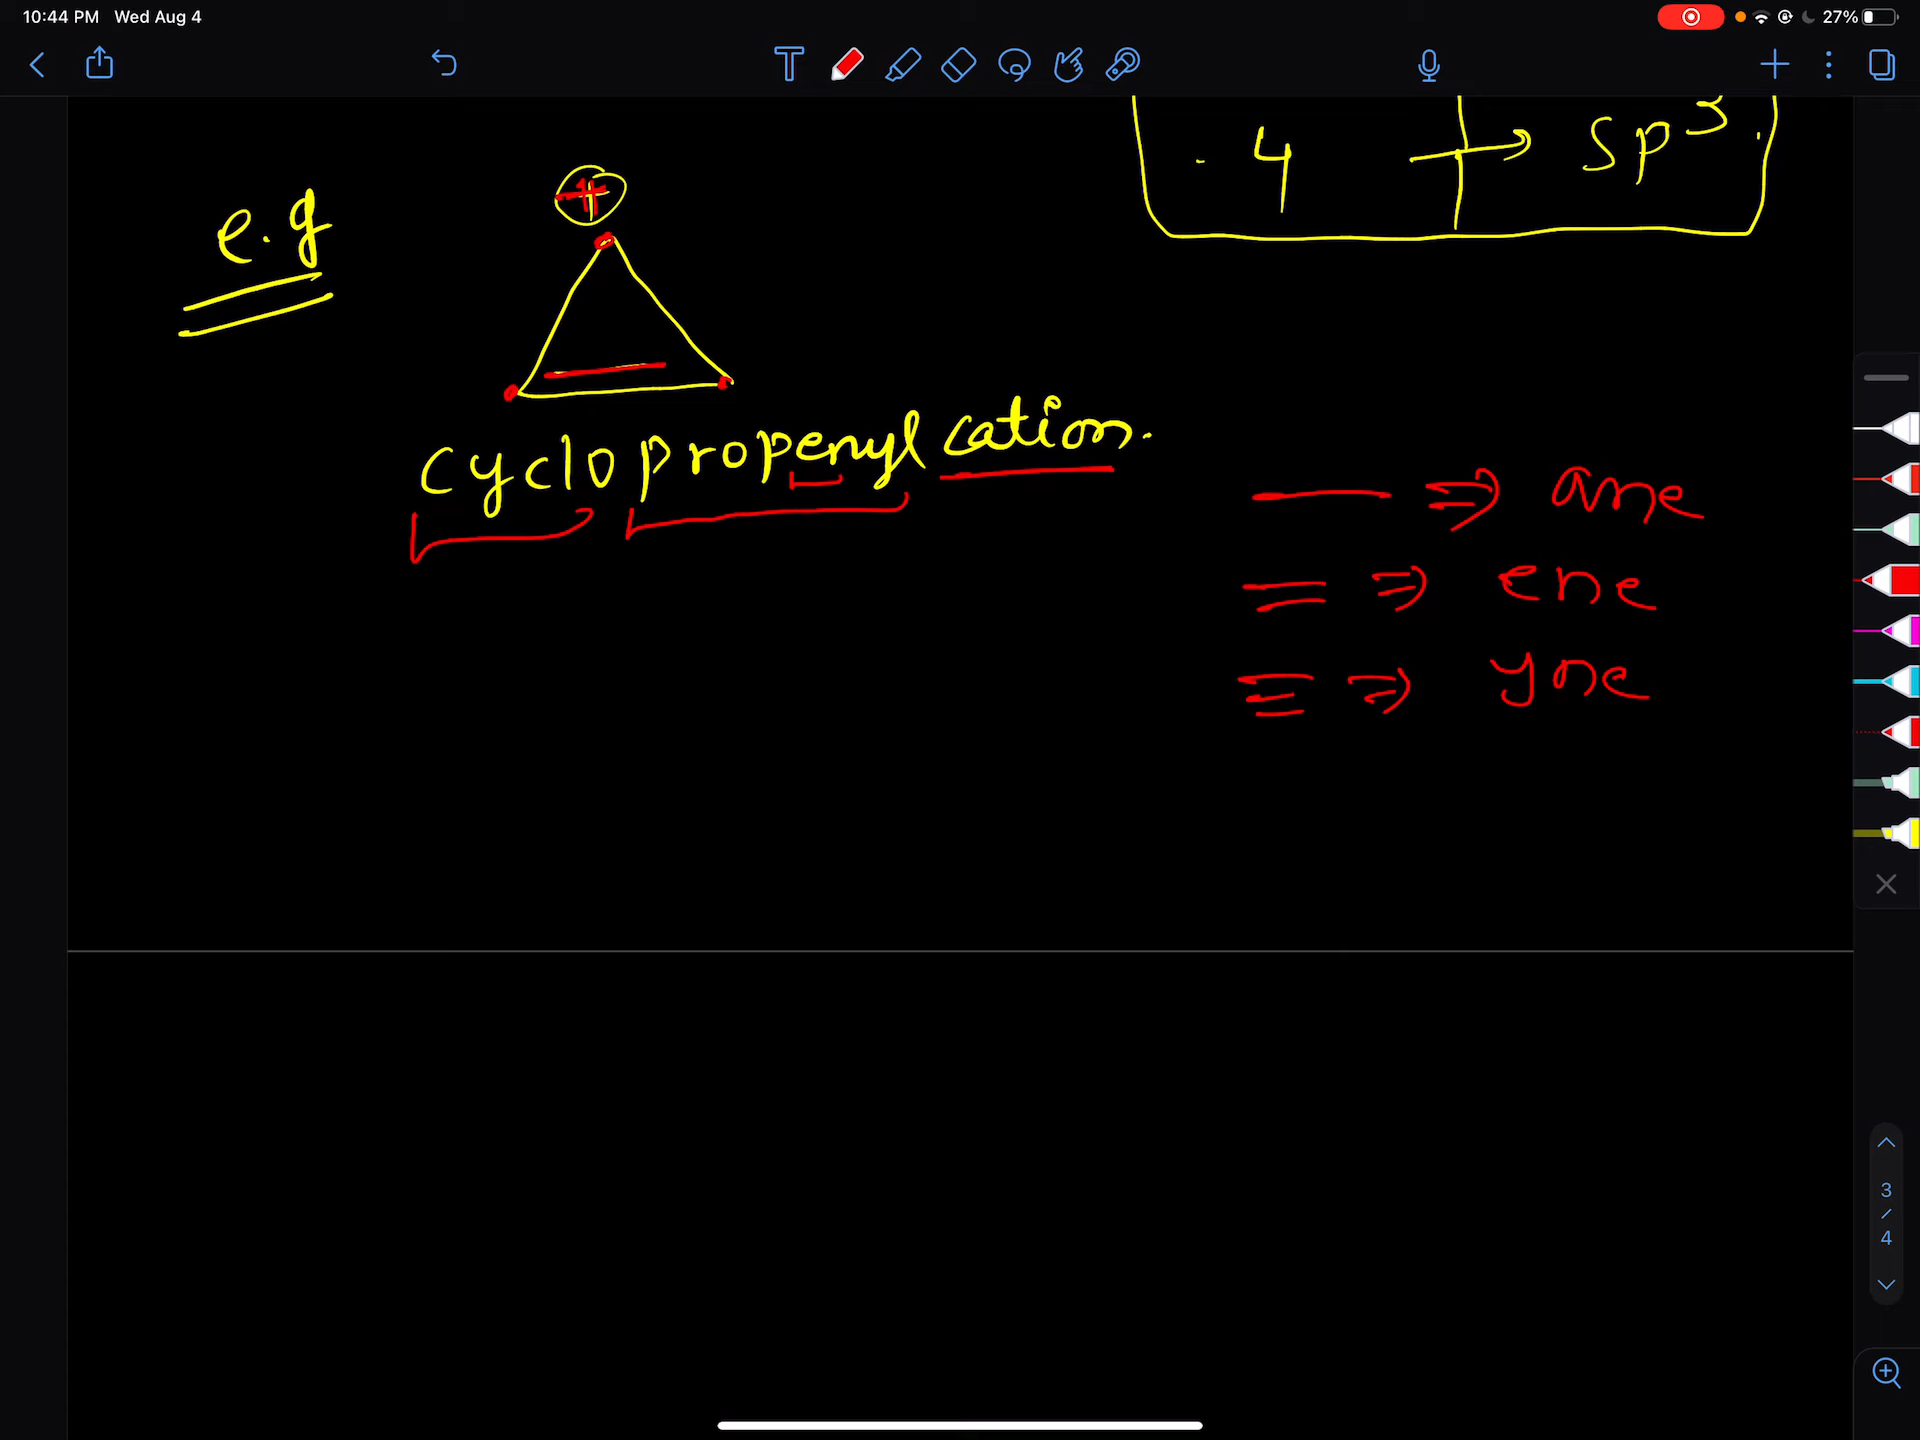 10:44 PM Wed Aug 4
27%
T
. 4 → sp³.
e.g
+
cyclopropenyl cation.
— ⇒ ane
= ⇒ ene
≡ ⇒ yne
3
/
4